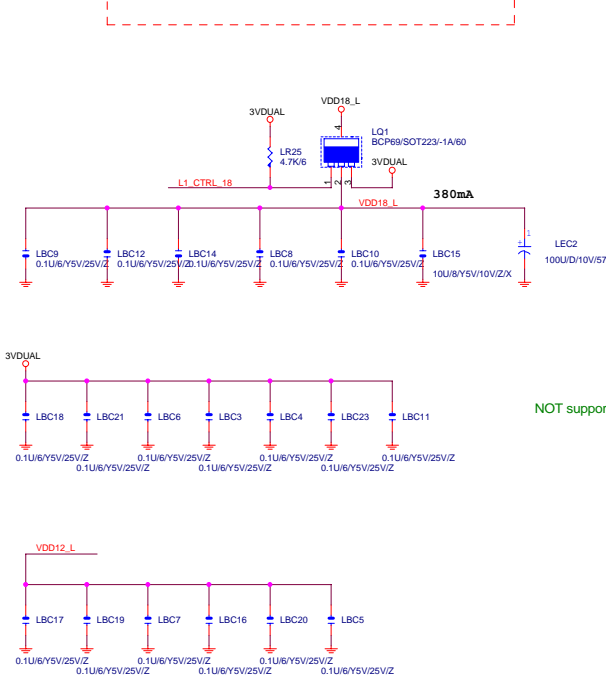 VDD18_L
3VDUAL
LQ1
BCP69/SOT223/-1A/60
4
LR25
4.7K/6
3VDUAL
L1_CTRL_18
1
2
3
VDD18_L
380mA
1
+
LBC9
LBC12
LBC14
LBC8
LBC10
LBC15
LEC2
0.1U/6/Y5V/25V/Z
0.1U/6/Y5V/25V/Z
0.1U/6/Y5V/25V/Z
0.1U/6/Y5V/25V/Z
0.1U/6/Y5V/25V/Z
10U/8/Y5V/10V/Z/X
100U/D/10V/57
3VDUAL
LBC18
LBC21
LBC6
LBC3
LBC4
LBC23
LBC11
NOT suppor
0.1U/6/Y5V/25V/Z
0.1U/6/Y5V/25V/Z
0.1U/6/Y5V/25V/Z
0.1U/6/Y5V/25V/Z
0.1U/6/Y5V/25V/Z
0.1U/6/Y5V/25V/Z
0.1U/6/Y5V/25V/Z
VDD12_L
LBC17
LBC19
LBC7
LBC16
LBC20
LBC5
0.1U/6/Y5V/25V/Z
0.1U/6/Y5V/25V/Z
0.1U/6/Y5V/25V/Z
0.1U/6/Y5V/25V/Z
0.1U/6/Y5V/25V/Z
0.1U/6/Y5V/25V/Z